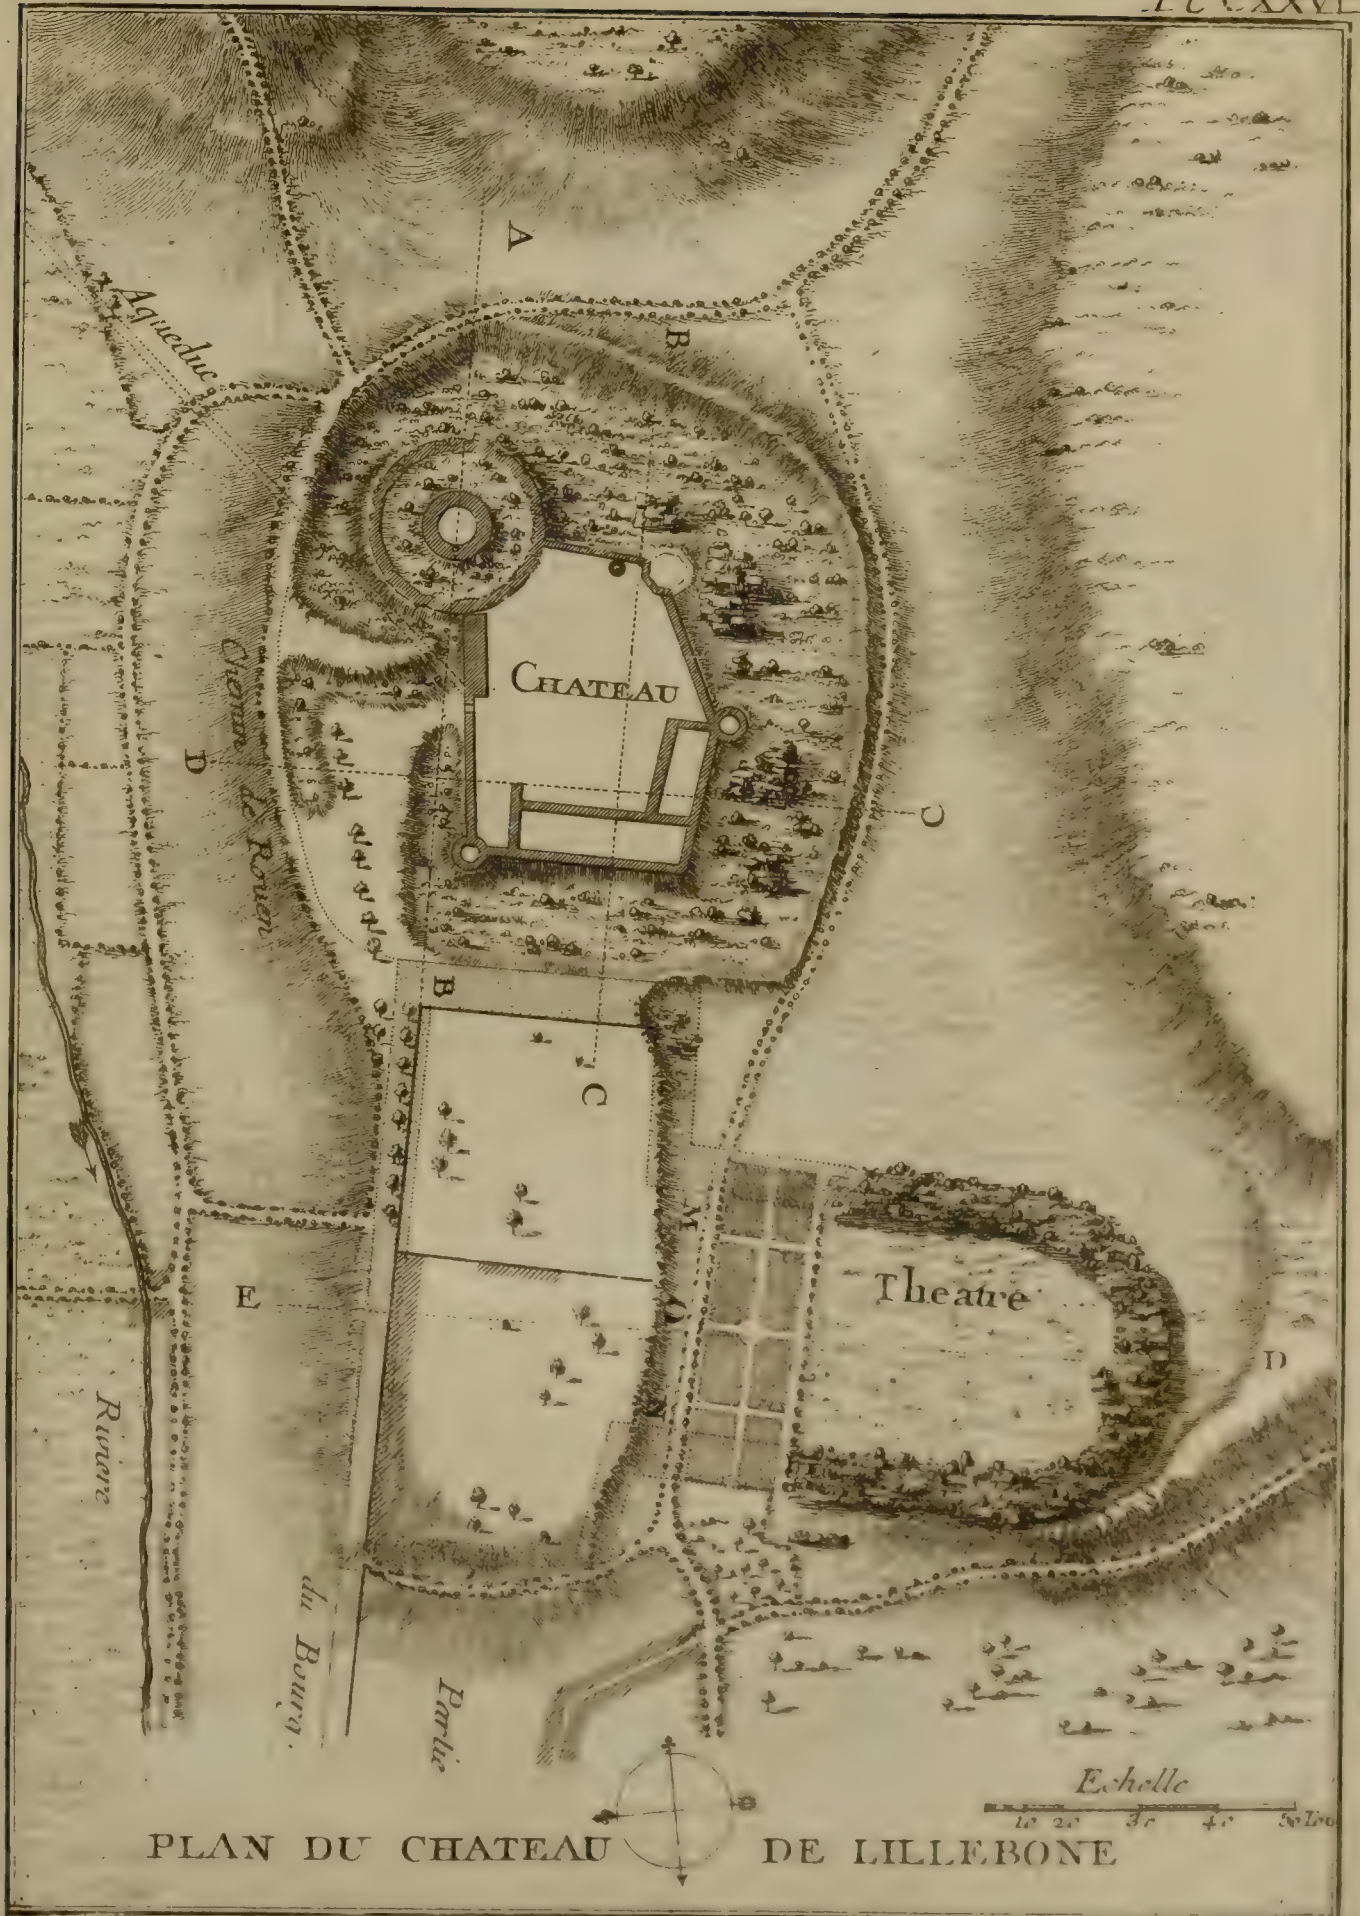 A
B
Aqueduc
CHATEAU
Chemin de Rouen
D
C
B
C
M
E
Theatre
O
D
N
Riviere
du Bourg.
Partie
Echelle
10 20 30 40 50
PLAN DU CHATEAU DE LILLEBONE